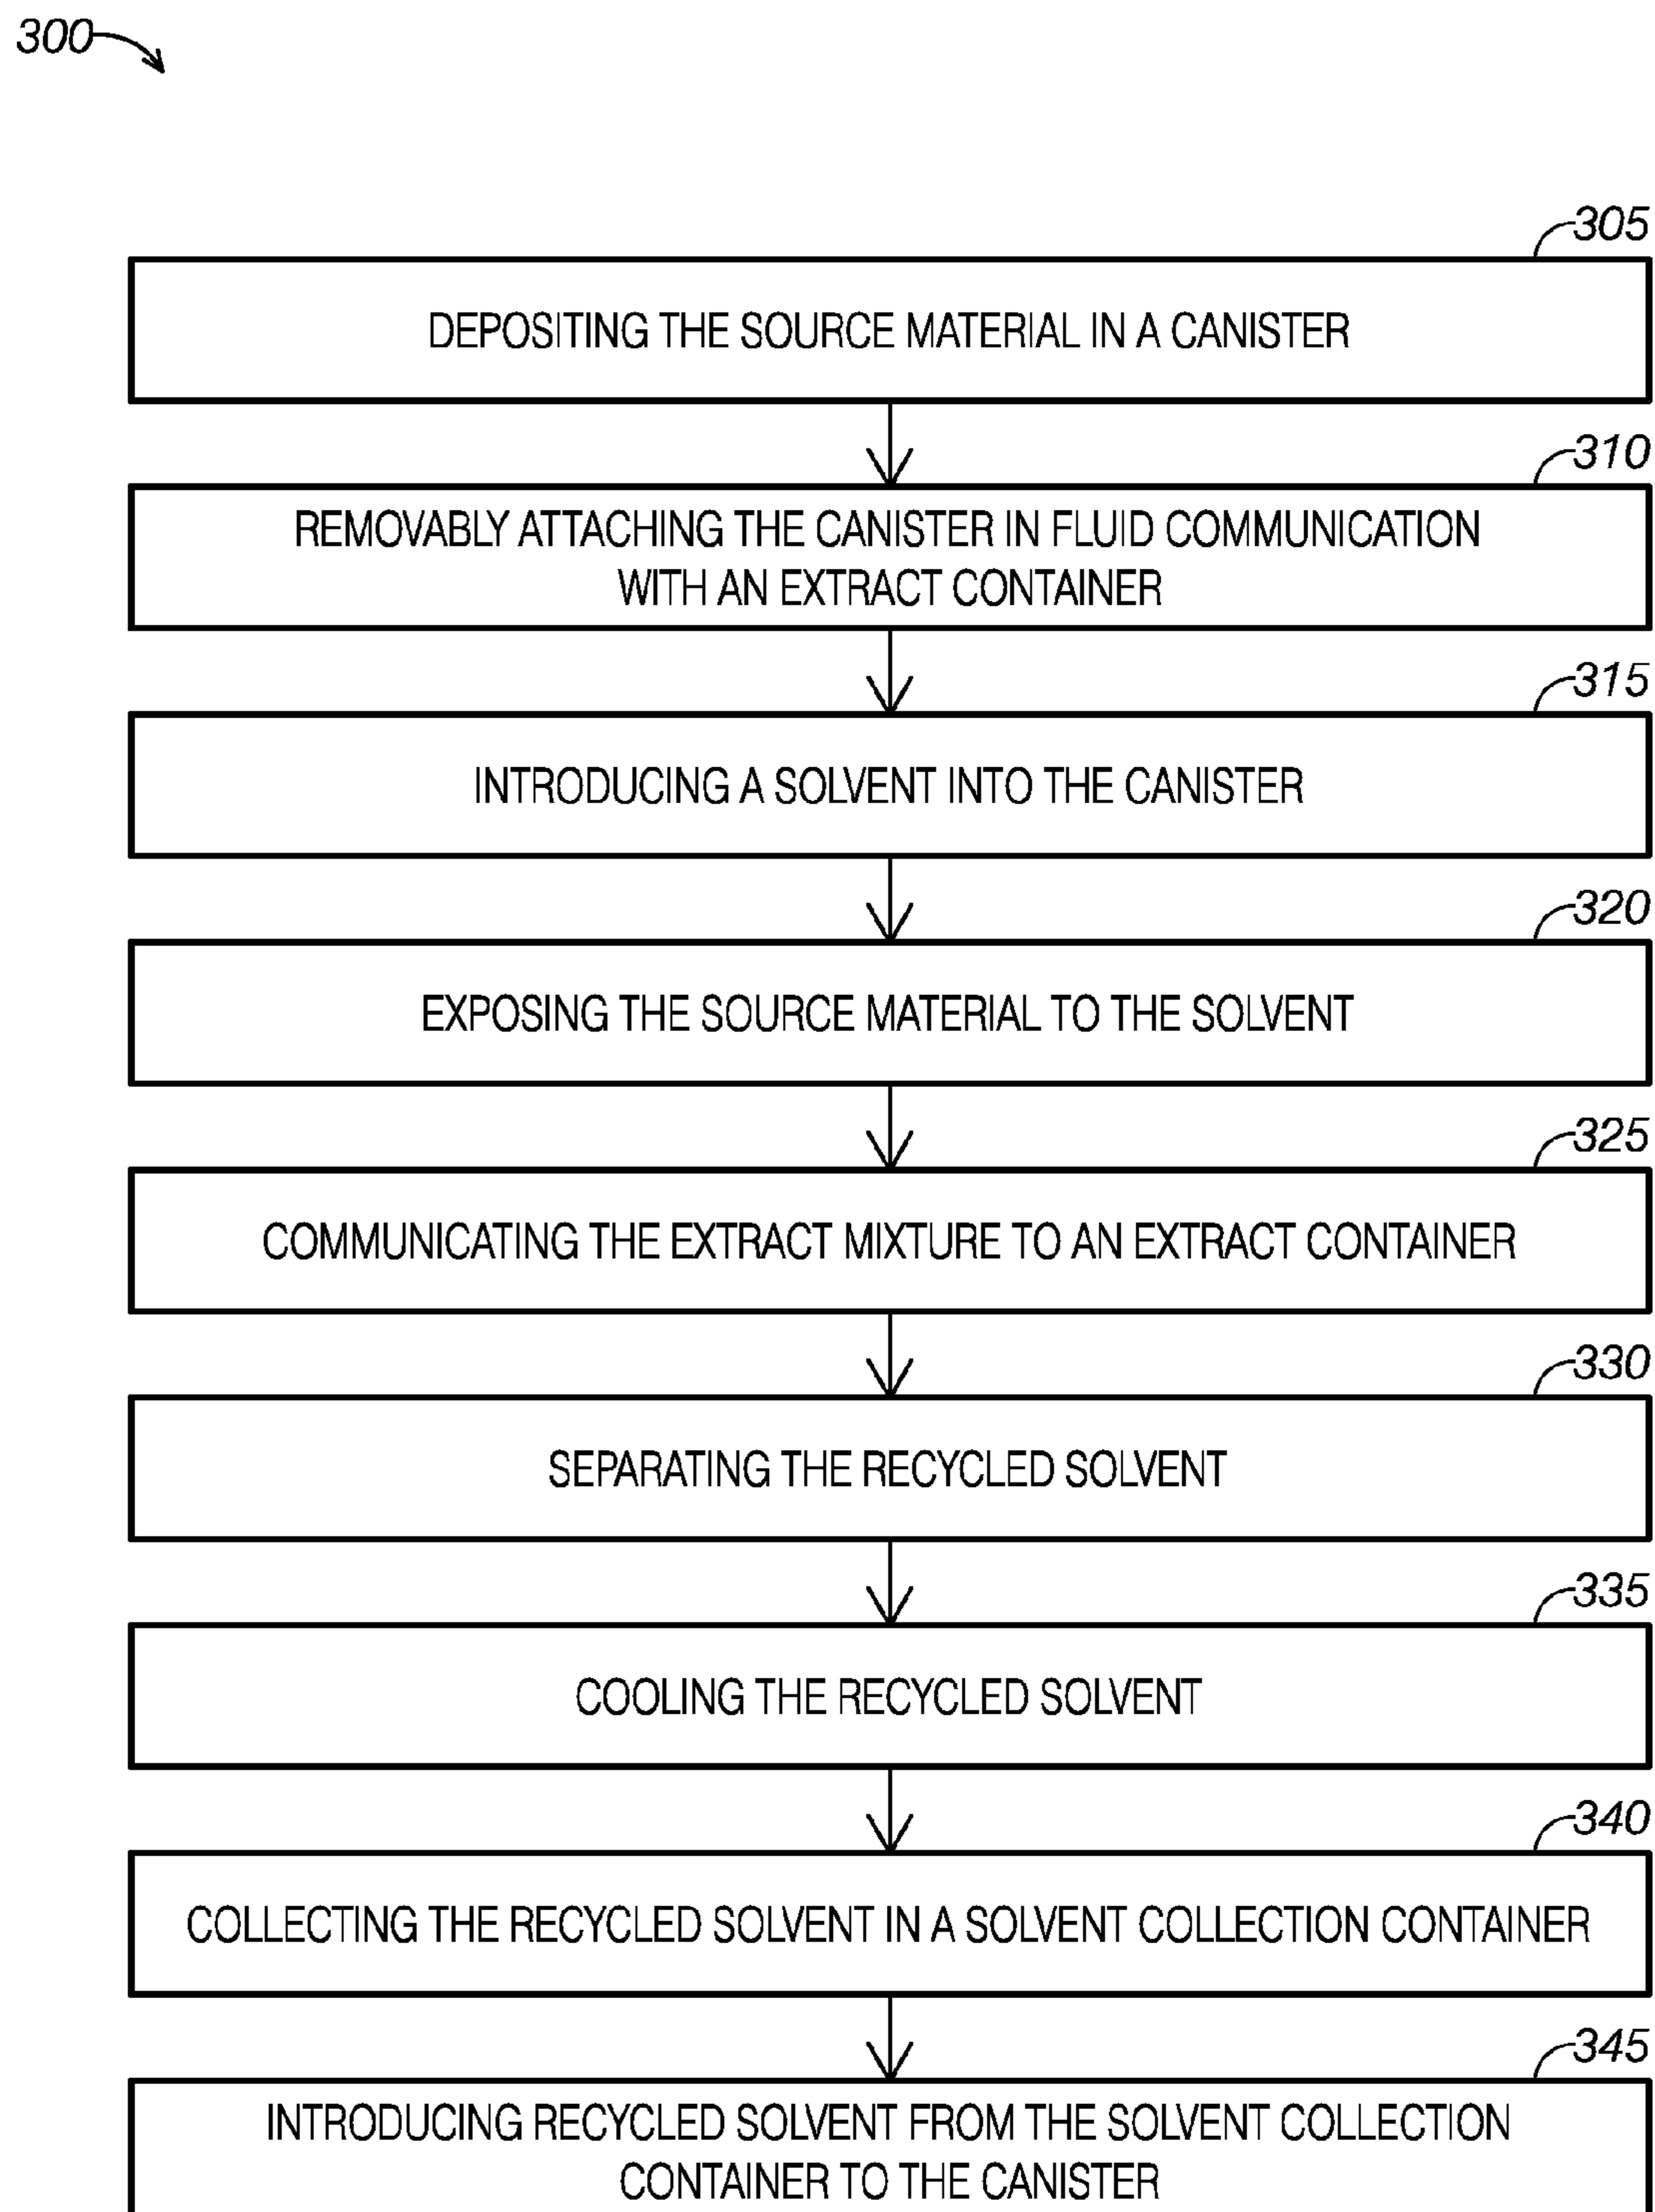 300
305
DEPOSITING THE SOURCE MATERIAL IN A CANISTER
310
REMOVABLY ATTACHING THE CANISTER IN FLUID COMMUNICATION
WITH AN EXTRACT CONTAINER
315
INTRODUCING A SOLVENT INTO THE CANISTER
320
EXPOSING THE SOURCE MATERIAL TO THE SOLVENT
325
COMMUNICATING THE EXTRACT MIXTURE TO AN EXTRACT CONTAINER
330
SEPARATING THE RECYCLED SOLVENT
335
COOLING THE RECYCLED SOLVENT
340
COLLECTING THE RECYCLED SOLVENT IN A SOLVENT COLLECTION CONTAINER
345
INTRODUCING RECYCLED SOLVENT FROM THE SOLVENT COLLECTION
CONTAINER TO THE CANISTER